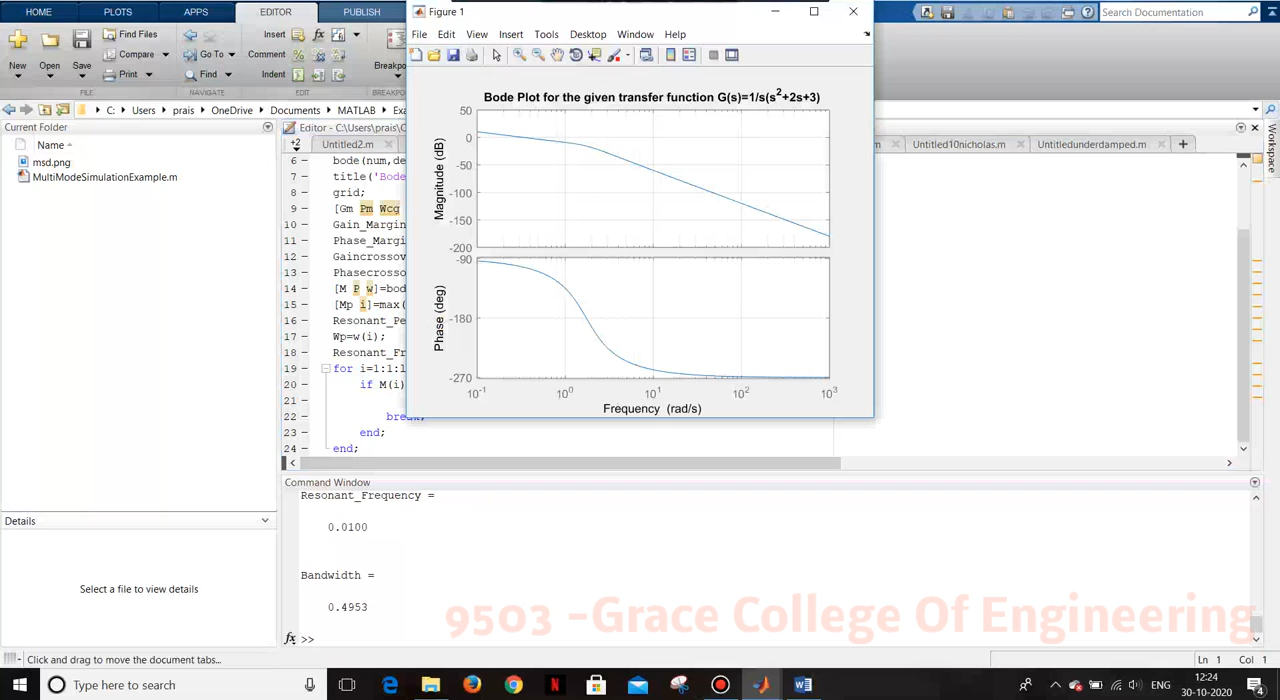 HOME PLOTS APPS EDITOR PUBLISH
Figure 1
Search Documentation
File Edit View Insert Tools Desktop Window Help
New Open Save
Find Files
Compare
Print
Go To
Find
Insert fx
Comment
Indent
Breakpo
FILE NAVIGATE EDIT BREAKPO
C: Users prais OneDrive Documents MATLAB Exa
Current Folder
Name
msd.png
MultiModeSimulationExample.m
Editor - C:\Users\prais\O
+2 Untitled2.m m Untitled10nicholas.m Untitledunderdamped.m
Workspace
6 bode(num,de
7 title('Bode
8 grid;
9 [Gm Pm Wcg
10 Gain_Margin
11 Phase_Margi
12 Gaincrossov
13 Phasecrosso
14 [M P w]=bod
15 [Mp i]=max(
16 Resonant_Pe
17 Wp=w(i);
18 Resonant_Fr
19 for i=1:1:l
20 if M(i)
21
22 break;
23 end;
24 end;
Bode Plot for the given transfer function G(s)=1/s(s²+2s+3)
Magnitude (dB)
50
0
-50
-100
-150
-200
Phase (deg)
-90
-180
-270
10⁻¹ 10⁰ 10¹ 10² 10³
Frequency (rad/s)
Command Window
Resonant_Frequency =
0.0100
Bandwidth =
0.4953
fx >>
Details
Select a file to view details
9503 -Grace College Of Engineering
Click and drag to move the document tabs...
Ln 1 Col 1
Type here to search
ENG
12:24
30-10-2020
4